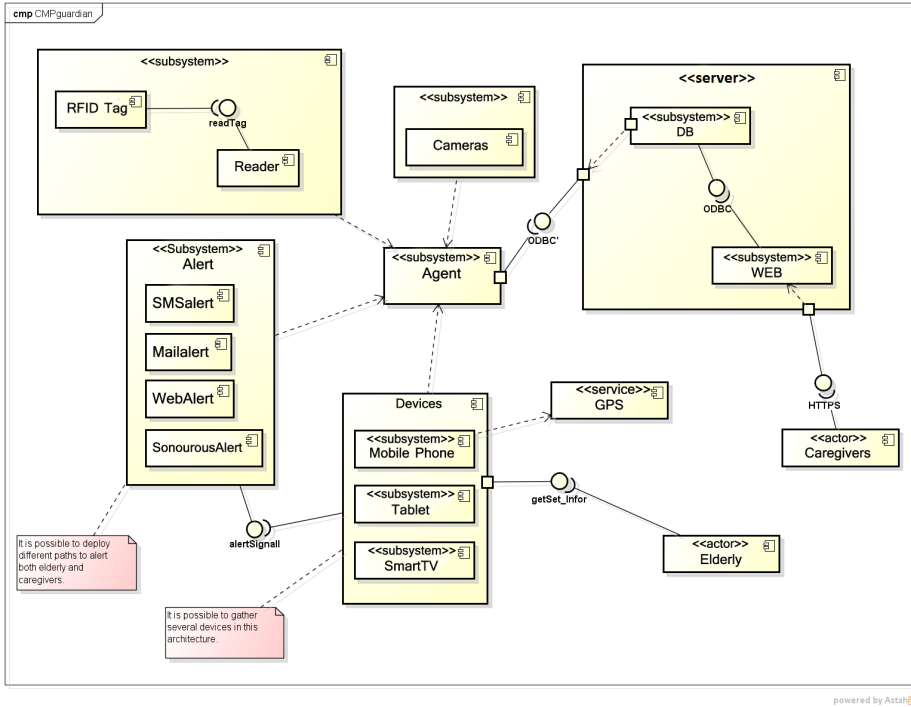 cmp CMPguardian
<<subsystem>>
RFID Tag
readTag
Reader
<<subsystem>>
Cameras
<<server>>
<<subsystem>>
DB
ODBC
<<subsystem>>
WEB
ODBC'
<<subsystem>>
Agent
<<Subsystem>>
Alert
SMSalert
Mailalert
WebAlert
SonourousAlert
Devices
<<subsystem>>
Mobile Phone
<<subsystem>>
Tablet
<<subsystem>>
SmartTV
<<service>>
GPS
HTTPS
<<actor>>
Caregivers
getSet_Infor
<<actor>>
Elderly
alertSignall
It is possible to deploy
different paths to alert
both elderly and
caregivers.
It is possible to gather
several devices in this
architecture.
powered by Astah